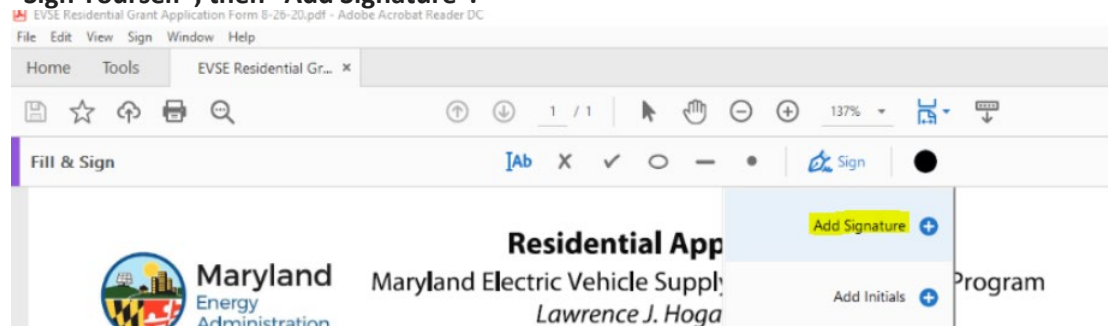 "Sign Yourself", then "Add Signature".
EVSE Residential Grant Application Form 8-26-20.pdf - Adobe Acrobat Reader DC
File Edit View Sign Window Help
Home Tools EVSE Residential Gr... ×
1 / 1 137%
Fill & Sign IAb X Sign
Add Signature
Residential App
Maryland Maryland Electric Vehicle Supply Program
Energy Add Initials
Administration Lawrence J. Hoga